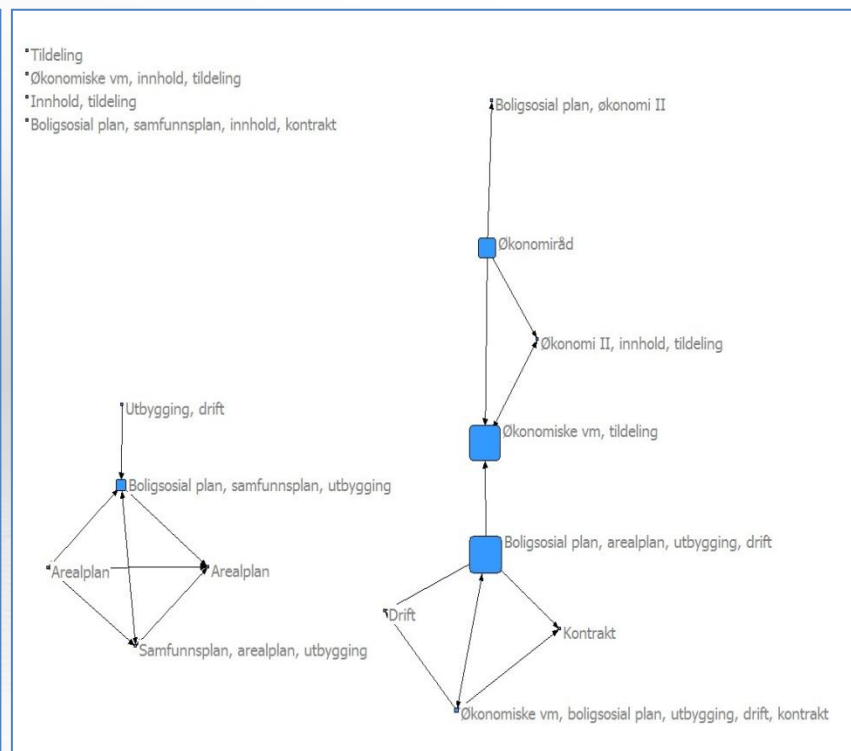 Tildeling
Økonomiske vm, innhold, tildeling
Innhold, tildeling
Boligsosial plan, samfunnsplan, innhold, kontrakt
Boligsosial plan, økonomi II
Økonomiråd
Økonomi II, innhold, tildeling
Utbygging, drift
Økonomiske vm, tildeling
Boligsosial plan, samfunnsplan, utbygging
Boligsosial plan, arealplan, utbygging, drift
Arealplan
Arealplan
Drift
Kontrakt
Samfunnsplan, arealplan, utbygging
Økonomiske vm, boligsosial plan, utbygging, drift, kontrakt